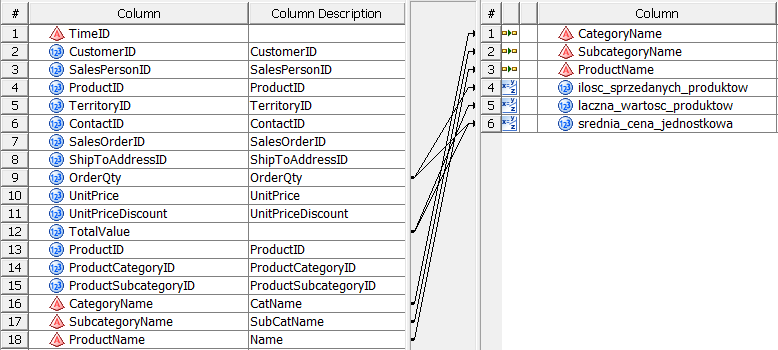 # Column Column Description # Column
1 TimeID 1 CategoryName
2 CustomerID CustomerID 2 SubcategoryName
3 SalesPersonID SalesPersonID 3 ProductName
4 ProductID ProductID 4 x=y z ilosc_sprzedanych_produktow
5 TerritoryID TerritoryID 5 x=y z laczna_wartosc_produktow
6 ContactID ContactID 6 x=y z srednia_cena_jednostkowa
7 SalesOrderID SalesOrderID
8 ShipToAddressID ShipToAddressID
9 OrderQty OrderQty
10 UnitPrice UnitPrice
11 UnitPriceDiscount UnitPriceDiscount
12 TotalValue
13 ProductID ProductID
14 ProductCategoryID ProductCategoryID
15 ProductSubcategoryID ProductSubcategoryID
16 CategoryName CatName
17 SubcategoryName SubCatName
18 ProductName Name